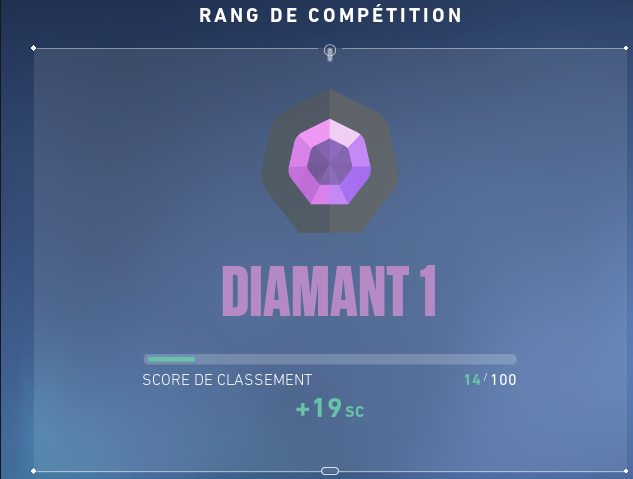 RANG DE COMPÉTITION
DIAMANT 1
SCORE DE CLASSEMENT 14/100
+19 SC